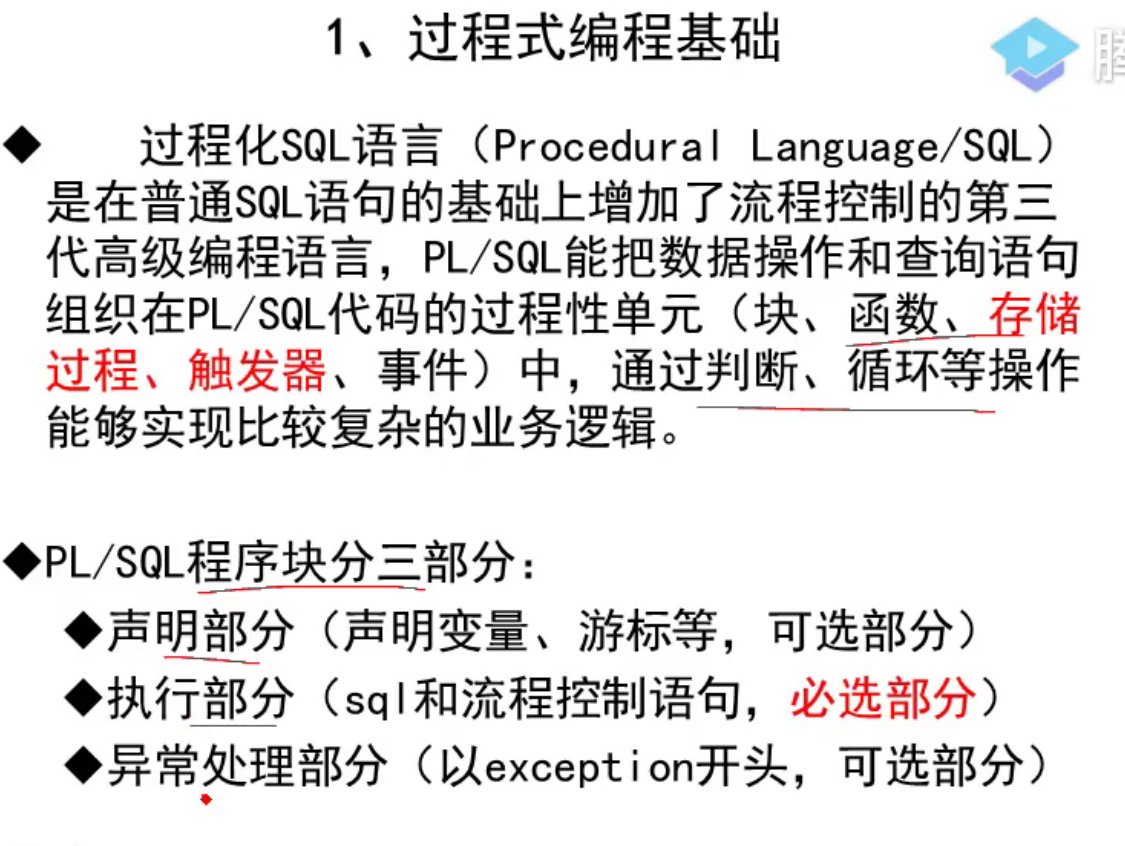 1、过程式编程基础
腾
◆ 过程化SQL语言（Procedural Language/SQL）
是在普通SQL语句的基础上增加了流程控制的第三
代高级编程语言，PL/SQL能把数据操作和查询语句
组织在PL/SQL代码的过程性单元（块、函数、存储
过程、触发器、事件）中，通过判断、循环等操作
能够实现比较复杂的业务逻辑。
◆PL/SQL程序块分三部分：
◆声明部分（声明变量、游标等，可选部分）
◆执行部分（sql和流程控制语句，必选部分）
◆异常处理部分（以exception开头，可选部分）